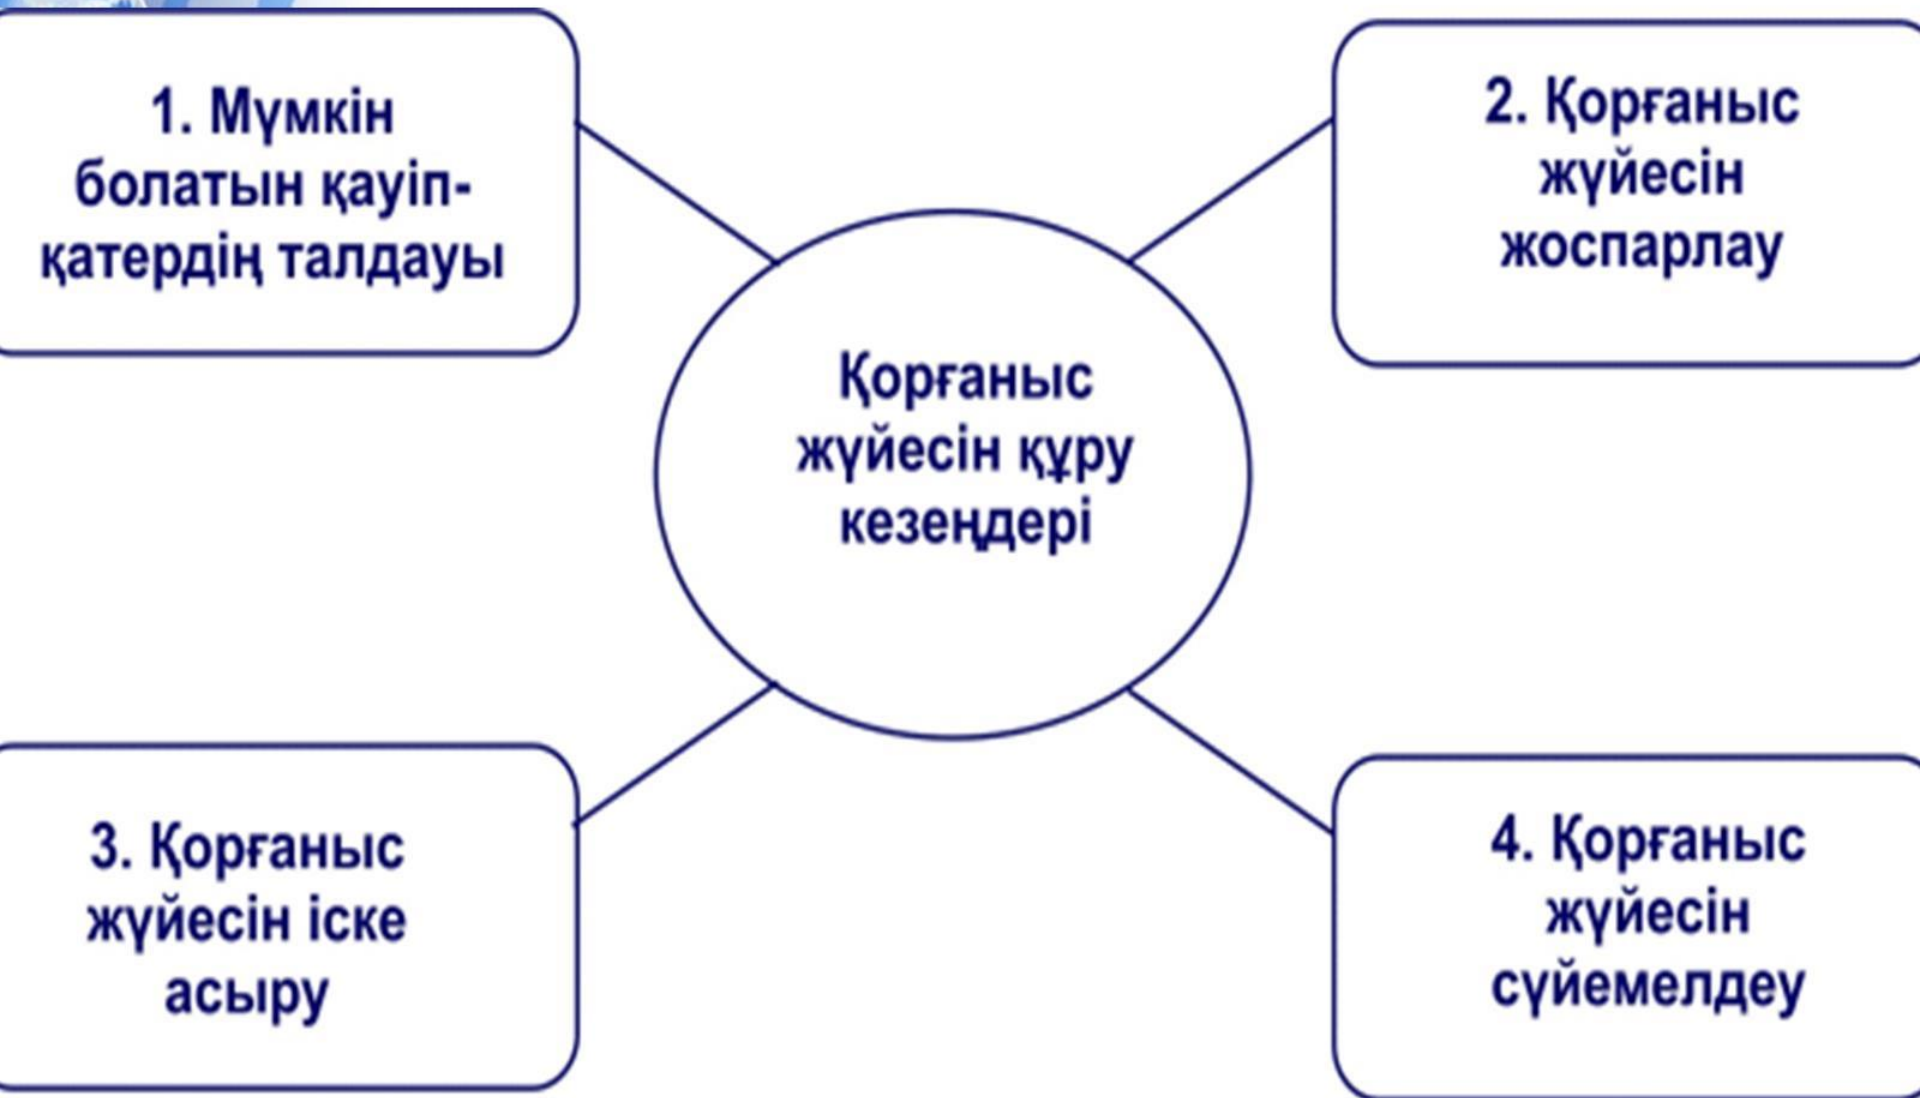 1. Мүмкін
болатын қауіп-
қатердің талдауы
2. Қорғаныс
жүйесін
жоспарлау
Қорғаныс
жүйесін құру
кезеңдері
3. Қорғаныс
жүйесін іске
асыру
4. Қорғаныс
жүйесін
сүйемелдеу